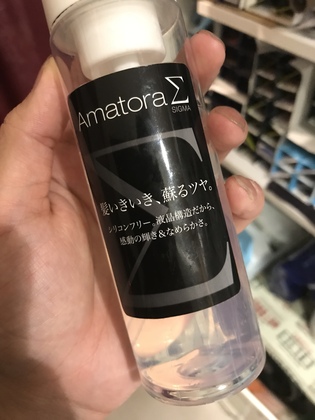 Amatora Σ
SIGMA
髪いきいき、蘇るツヤ。
シリコンフリー、液晶構造だから、
感動の輝き&なめらかさ。